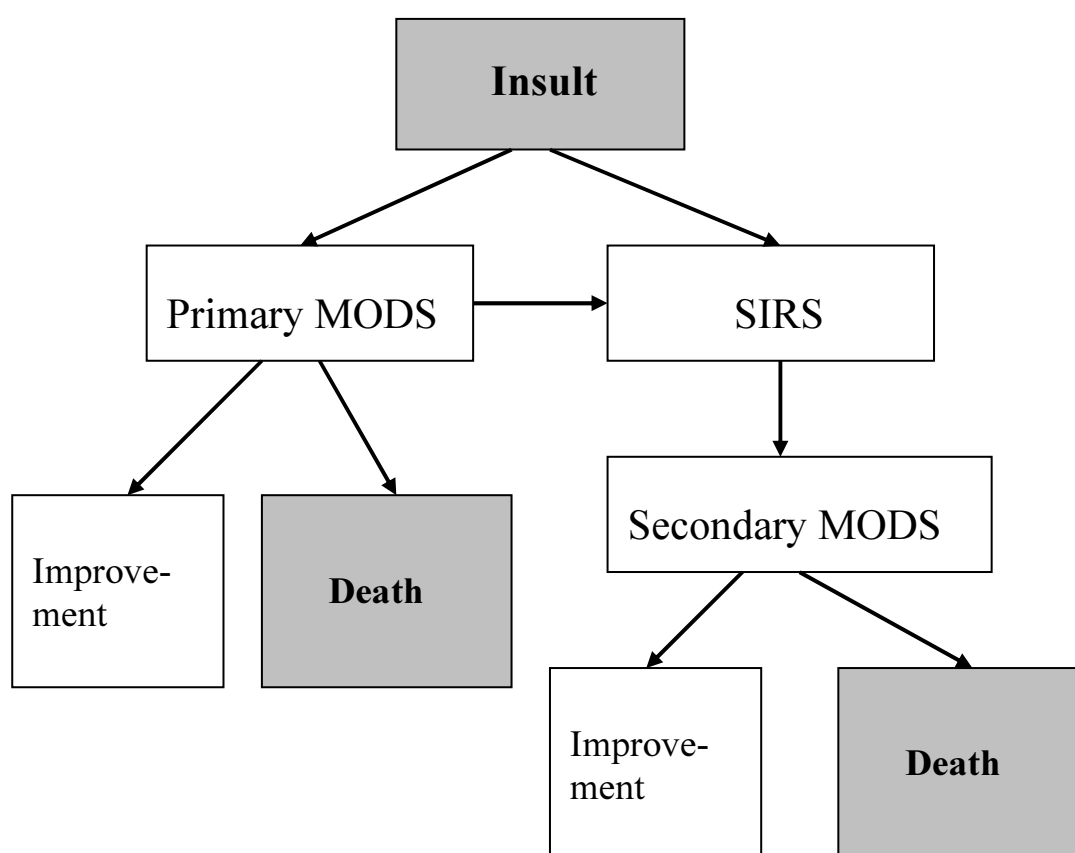 Insult
Primary MODS
SIRS
Improve-
ment
Death
Secondary MODS
Improve-
ment
Death